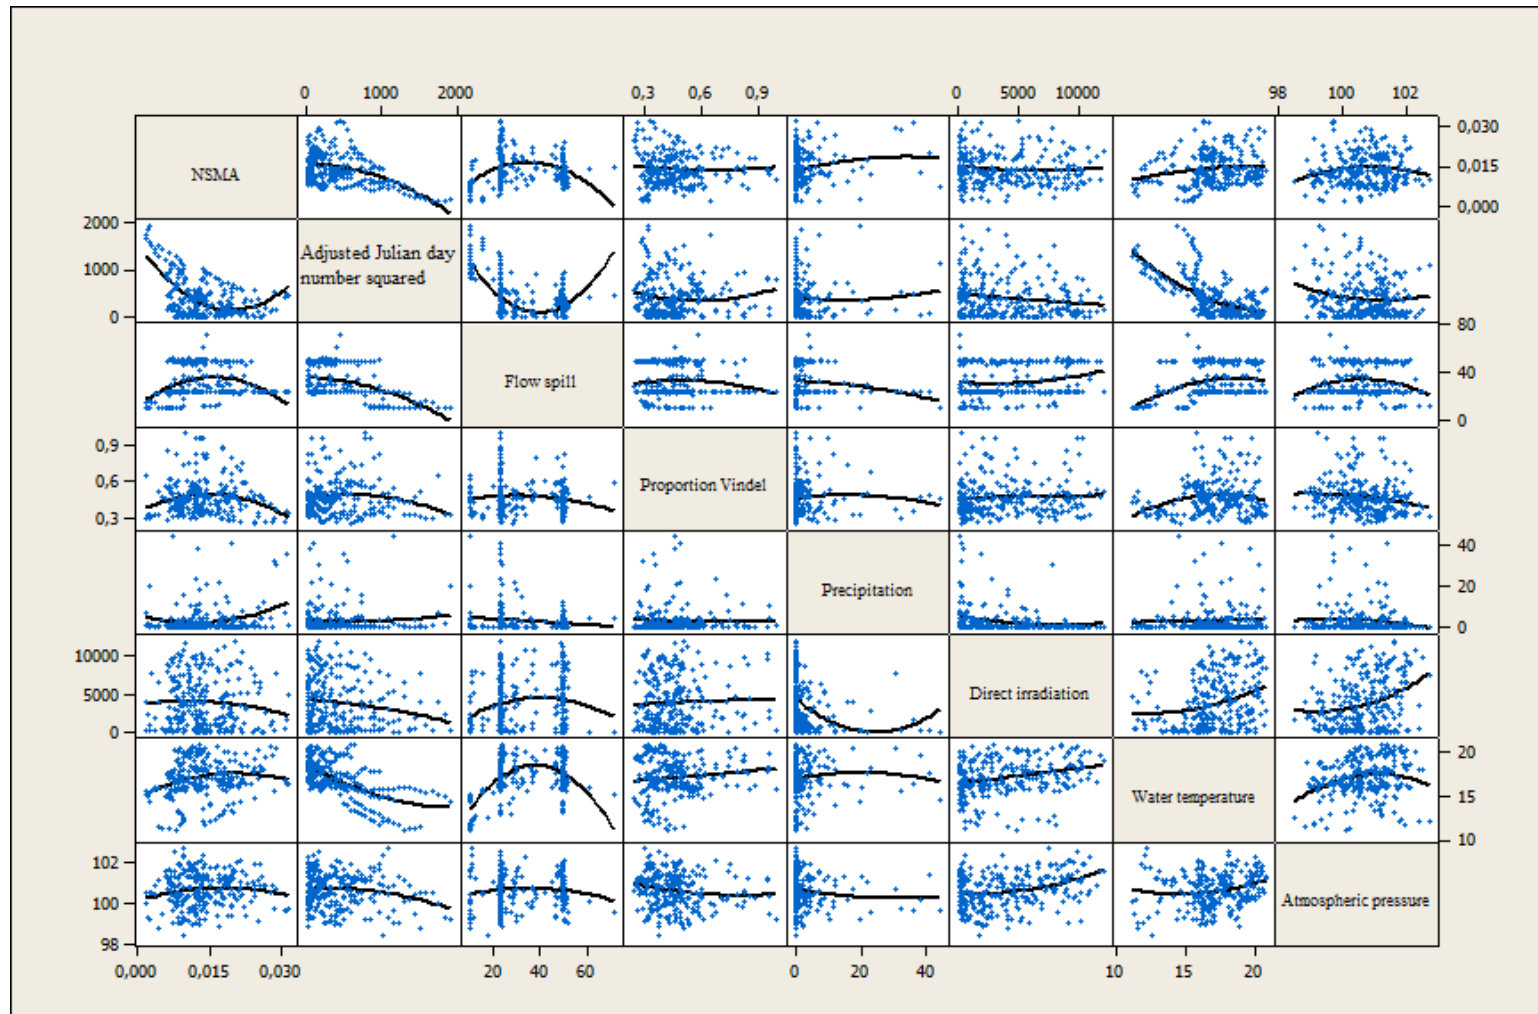 0 1000 2000 0,3 0,6 0,9 0 5000 10000 98 100 102
NSMA
0,030
0,015
0,000
2000
1000
0
Adjusted Julian day
number squared
Flow spill
80
40
0
0,9
0,6
0,3
Proportion Vindel
Precipitation
40
20
0
10000
5000
0
Direct irradiation
Water temperature
20
15
10
102
100
98
Atmospheric pressure
0,000 0,015 0,030 20 40 60 0 20 40 10 15 20